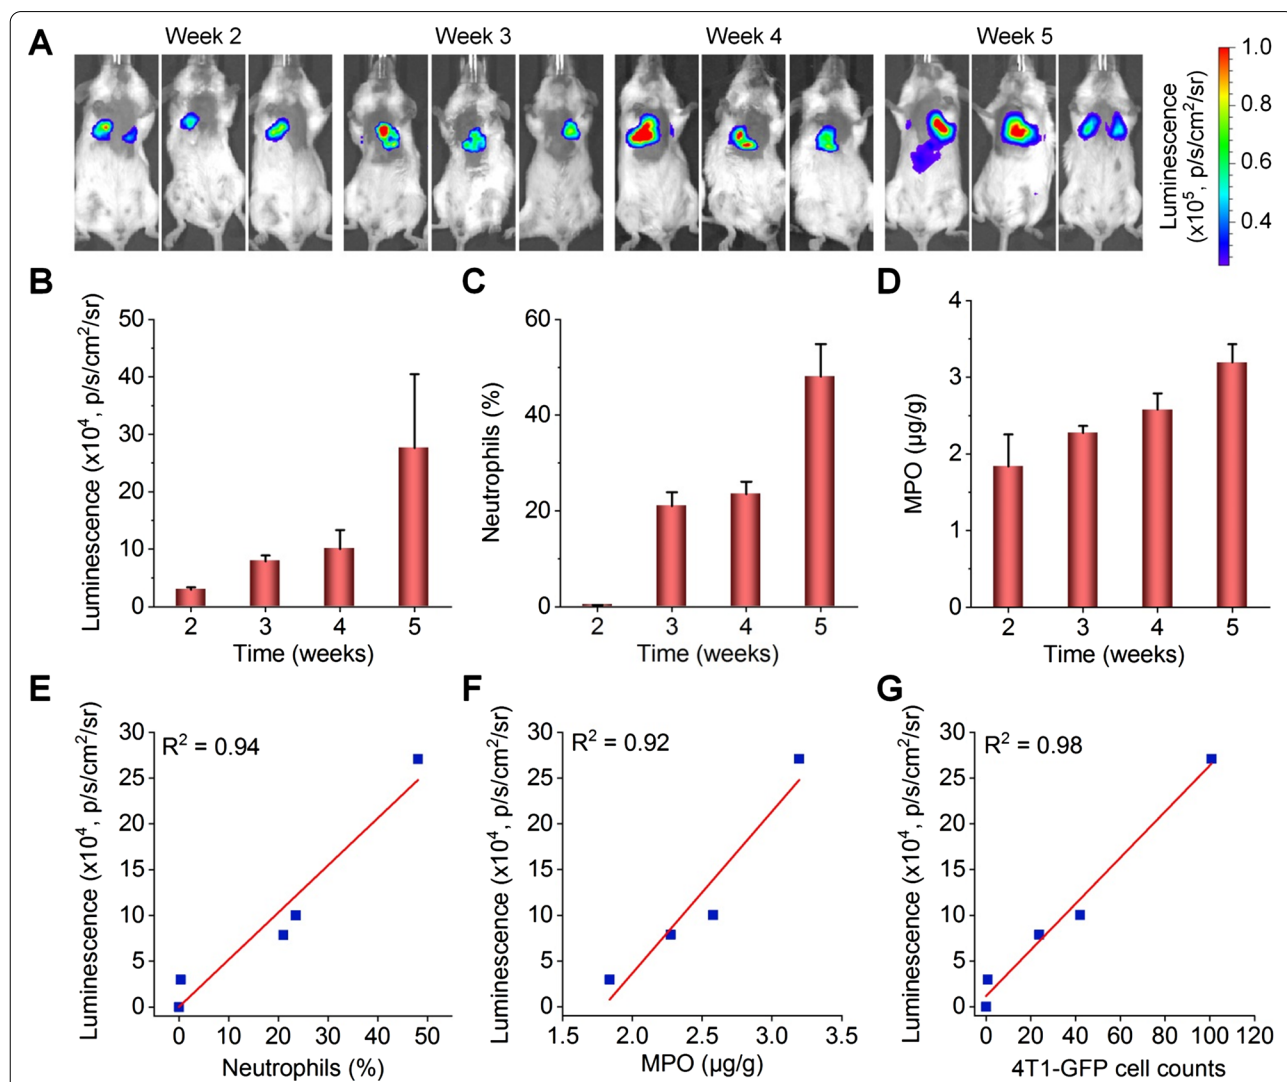 A
Week 2
Week 3
Week 4
Week 5
Luminescence
(x10⁵, p/s/cm²/sr)
1.0
0.8
0.6
0.4
B
Luminescence (x10⁴, p/s/cm²/sr)
50
40
30
20
10
0
2 3 4 5
Time (weeks)
C
Neutrophils (%)
60
40
20
0
2 3 4 5
Time (weeks)
D
MPO (µg/g)
4
3
2
1
0
2 3 4 5
Time (weeks)
E
Luminescence (x10⁴, p/s/cm²/sr)
R² = 0.94
30
25
20
15
10
5
0
0 10 20 30 40 50
Neutrophils (%)
F
Luminescence (x10⁴, p/s/cm²/sr)
R² = 0.92
30
25
20
15
10
5
0
1.5 2.0 2.5 3.0 3.5
MPO (µg/g)
G
Luminescence (x10⁴, p/s/cm²/sr)
R² = 0.98
30
25
20
15
10
5
0
0 20 40 60 80 100 120
4T1-GFP cell counts